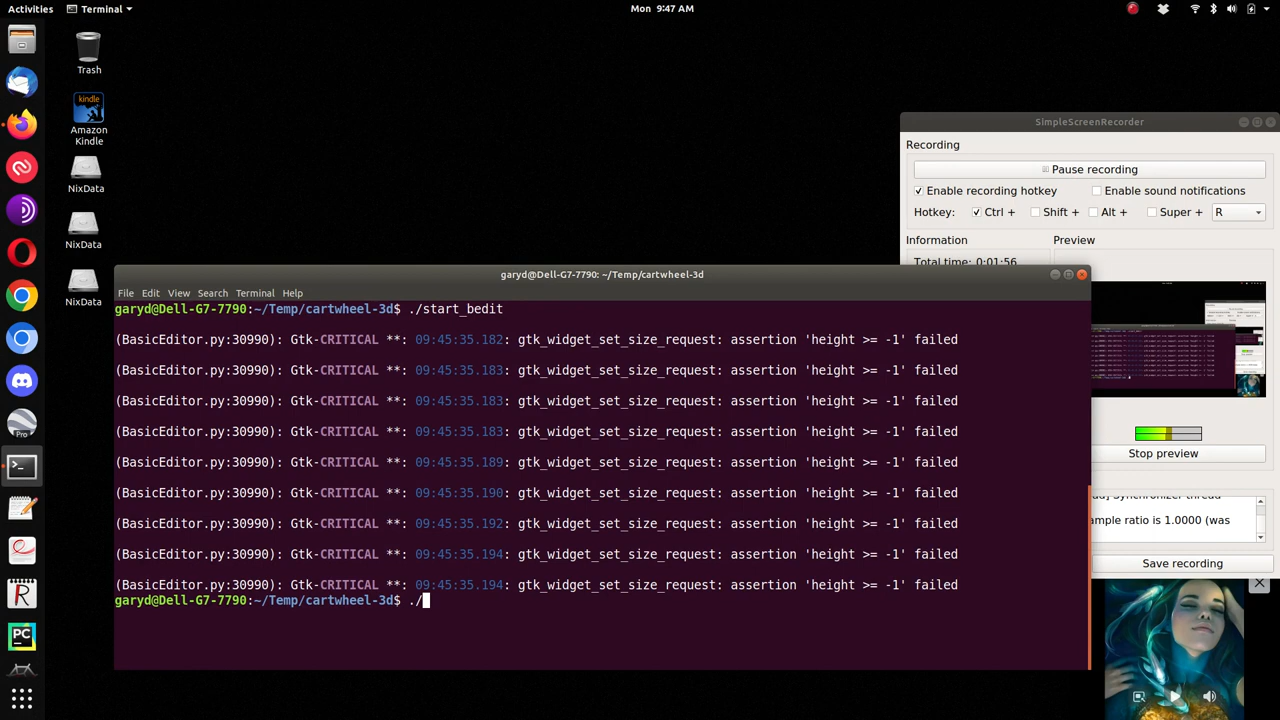 Activities
Terminal
Mon 9:47 AM
Trash
kindle
Amazon
Kindle
NixData
NixData
NixData
Pro
PC
SimpleScreenRecorder
Recording
Pause recording
Enable recording hotkey
Enable sound notifications
Hotkey: Ctrl + Shift + Alt + Super + R
Information
Preview
Total time: 0:01:56
Stop preview
ad] Synchronizer thread
ample ratio is 1.0000 (was
Save recording
garyd@Dell-G7-7790: ~/Temp/cartwheel-3d
File Edit View Search Terminal Help
garyd@Dell-G7-7790:~/Temp/cartwheel-3d$ ./start_bedit
(BasicEditor.py:30990): Gtk-CRITICAL **: 09:45:35.182: gtk_widget_set_size_request: assertion 'height >= -1' failed
(BasicEditor.py:30990): Gtk-CRITICAL **: 09:45:35.183: gtk_widget_set_size_request: assertion 'height >= -1' failed
(BasicEditor.py:30990): Gtk-CRITICAL **: 09:45:35.183: gtk_widget_set_size_request: assertion 'height >= -1' failed
(BasicEditor.py:30990): Gtk-CRITICAL **: 09:45:35.183: gtk_widget_set_size_request: assertion 'height >= -1' failed
(BasicEditor.py:30990): Gtk-CRITICAL **: 09:45:35.189: gtk_widget_set_size_request: assertion 'height >= -1' failed
(BasicEditor.py:30990): Gtk-CRITICAL **: 09:45:35.190: gtk_widget_set_size_request: assertion 'height >= -1' failed
(BasicEditor.py:30990): Gtk-CRITICAL **: 09:45:35.192: gtk_widget_set_size_request: assertion 'height >= -1' failed
(BasicEditor.py:30990): Gtk-CRITICAL **: 09:45:35.194: gtk_widget_set_size_request: assertion 'height >= -1' failed
(BasicEditor.py:30990): Gtk-CRITICAL **: 09:45:35.194: gtk_widget_set_size_request: assertion 'height >= -1' failed
garyd@Dell-G7-7790:~/Temp/cartwheel-3d$ ./